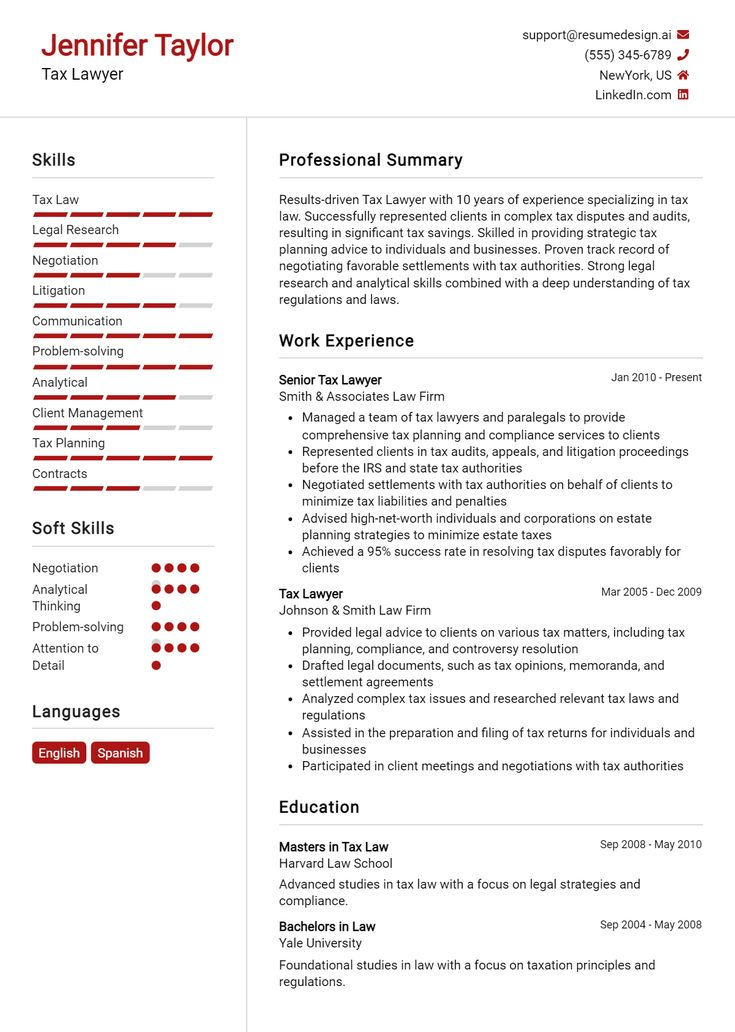 Jennifer Taylor
Tax Lawyer
support@resumedesign.ai
(555) 345-6789
NewYork, US
LinkedIn.com
Skills
Tax Law
Legal Research
Negotiation
Litigation
Communication
Problem-solving
Analytical
Client Management
Tax Planning
Contracts
Soft Skills
Negotiation
Analytical
Thinking
Problem-solving
Attention to
Detail
Languages
English
Spanish
Professional Summary
Results-driven Tax Lawyer with 10 years of experience specializing in tax
law. Successfully represented clients in complex tax disputes and audits,
resulting in significant tax savings. Skilled in providing strategic tax
planning advice to individuals and businesses. Proven track record of
negotiating favorable settlements with tax authorities. Strong legal
research and analytical skills combined with a deep understanding of tax
regulations and laws.
Work Experience
Senior Tax Lawyer Jan 2010 - Present
Smith & Associates Law Firm
• Managed a team of tax lawyers and paralegals to provide
comprehensive tax planning and compliance services to clients
• Represented clients in tax audits, appeals, and litigation proceedings
before the IRS and state tax authorities
• Negotiated settlements with tax authorities on behalf of clients to
minimize tax liabilities and penalties
• Advised high-net-worth individuals and corporations on estate
planning strategies to minimize estate taxes
• Achieved a 95% success rate in resolving tax disputes favorably for
clients
Tax Lawyer Mar 2005 - Dec 2009
Johnson & Smith Law Firm
• Provided legal advice to clients on various tax matters, including tax
planning, compliance, and controversy resolution
• Drafted legal documents, such as tax opinions, memoranda, and
settlement agreements
• Analyzed complex tax issues and researched relevant tax laws and
regulations
• Assisted in the preparation and filing of tax returns for individuals and
businesses
• Participated in client meetings and negotiations with tax authorities
Education
Masters in Tax Law Sep 2008 - May 2010
Harvard Law School
Advanced studies in tax law with a focus on legal strategies and
compliance.
Bachelors in Law Sep 2004 - May 2008
Yale University
Foundational studies in law with a focus on taxation principles and
regulations.